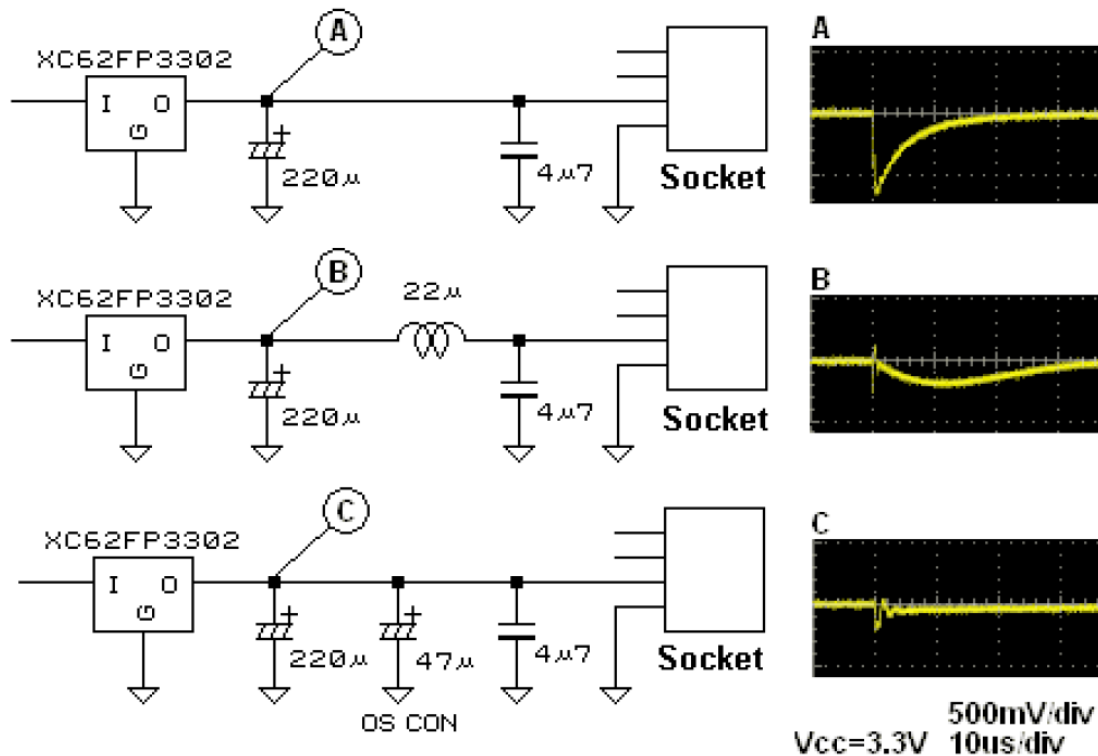 A
XC62FP3302
I O
G
220µ
4µ7
Socket
A
B
XC62FP3302
I O
G
220µ
22µ
4µ7
Socket
B
C
XC62FP3302
I O
G
220µ
47µ
4µ7
OS CON
Socket
C
500mV/div
Vcc=3.3V 10us/div